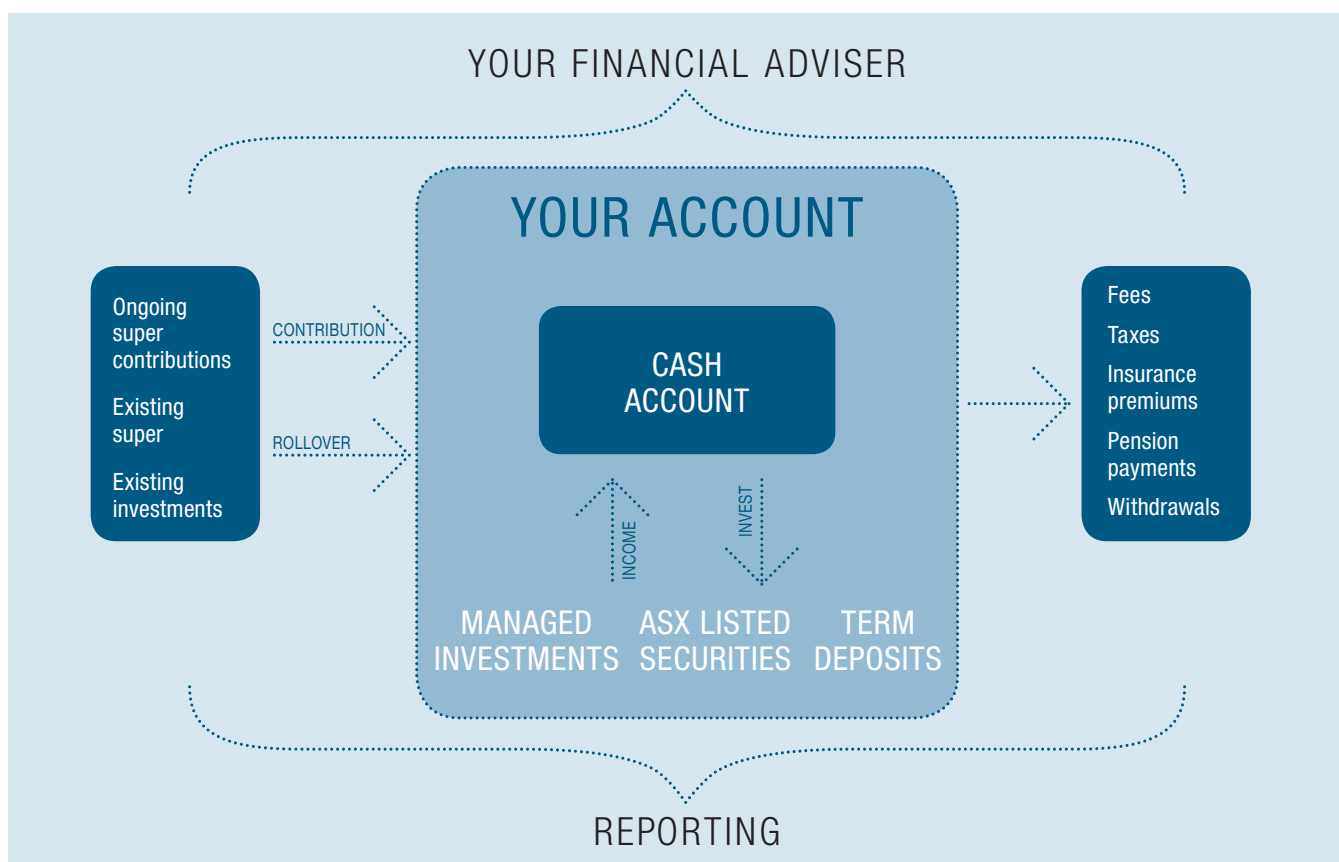 YOUR FINANCIAL ADVISER
YOUR ACCOUNT
Ongoing
super
contributions
Existing
super
Existing
investments
CONTRIBUTION
ROLLOVER
CASH
ACCOUNT
INCOME
INVEST
MANAGED
INVESTMENTS
ASX LISTED
SECURITIES
TERM
DEPOSITS
Fees
Taxes
Insurance
premiums
Pension
payments
Withdrawals
REPORTING